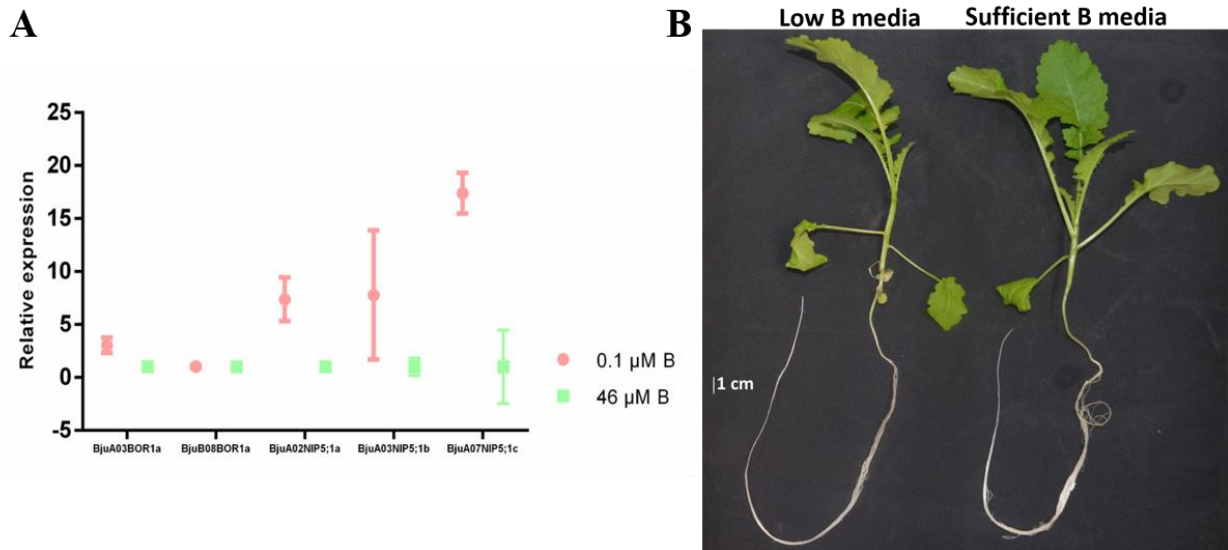 A
25
20
15
10
5
0
-5
Relative expression
BjuA03BOR1a BjuB08BOR1a BjuA02NIP5;1a BjuA03NIP5;1b BjuA07NIP5;1c
0.1 µM B
46 µM B
B
Low B media Sufficient B media
1 cm